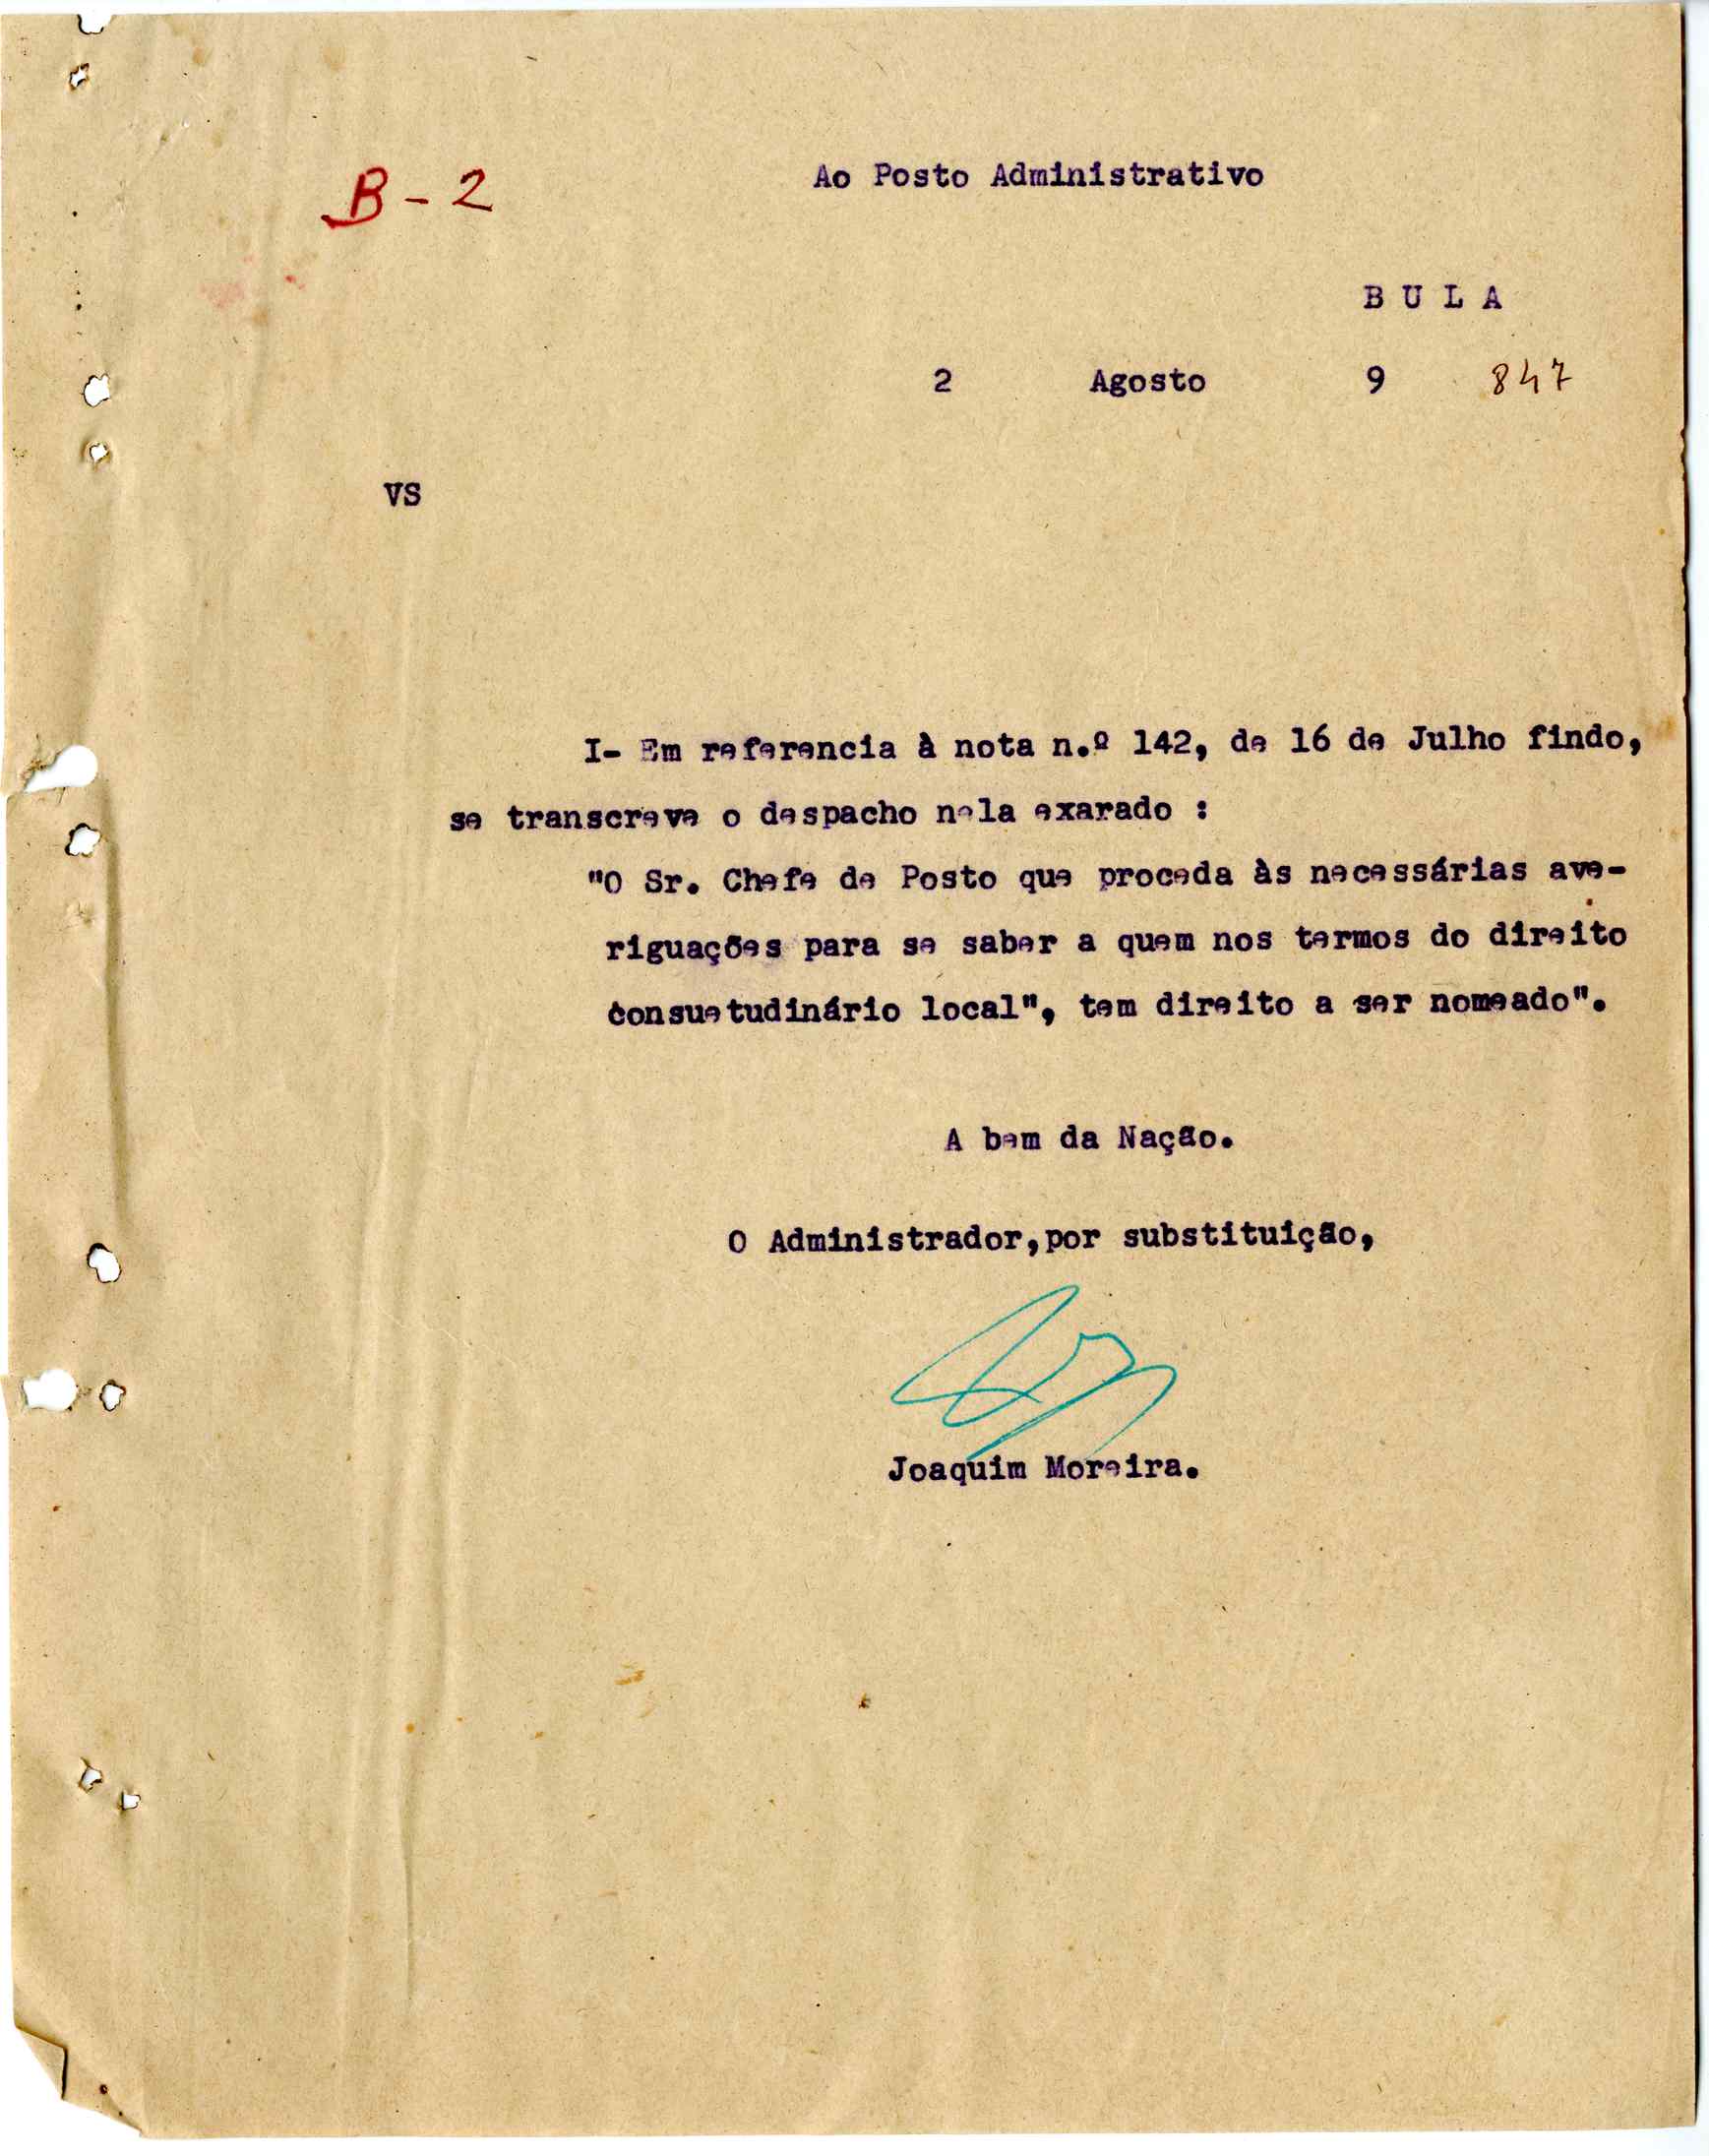 B - 2
Ao Posto Administrativo
B U L A
2 Agosto 9 847
VS
I- Em referencia à nota n.º 142, de 16 de Julho findo,
se transcreve o despacho nela exarado :
"O Sr. Chefe de Posto que proceda às necessárias ave-
riguações para se saber a quem nos termos do direito
consuetudinário local", tem direito a ser nomeado".
A bem da Nação.
O Administrador,por substituição,
Joaquim Moreira.